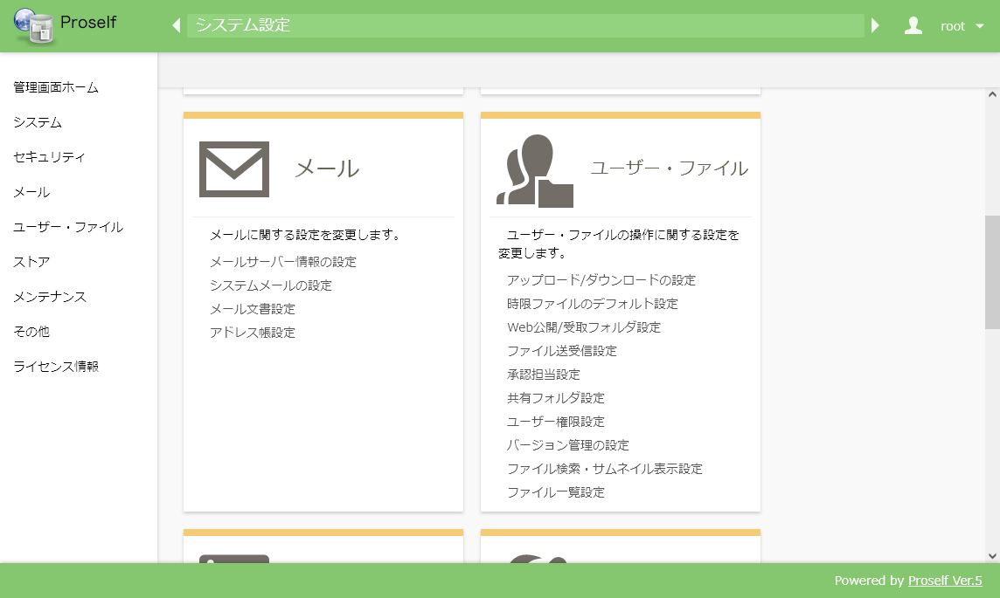 Proself
システム設定
root
管理画面ホーム
システム
セキュリティ
メール
ユーザー・ファイル
ストア
メンテナンス
その他
ライセンス情報
メール
メールに関する設定を変更します。
メールサーバー情報の設定
システムメールの設定
メール文書設定
アドレス帳設定
ユーザー・ファイル
ユーザー・ファイルの操作に関する設定を
変更します。
アップロード/ダウンロードの設定
時限ファイルのデフォルト設定
Web公開/受取フォルダ設定
ファイル送受信設定
承認担当設定
共有フォルダ設定
ユーザー権限設定
バージョン管理の設定
ファイル検索・サムネイル表示設定
ファイル一覧設定
Powered by Proself Ver.5